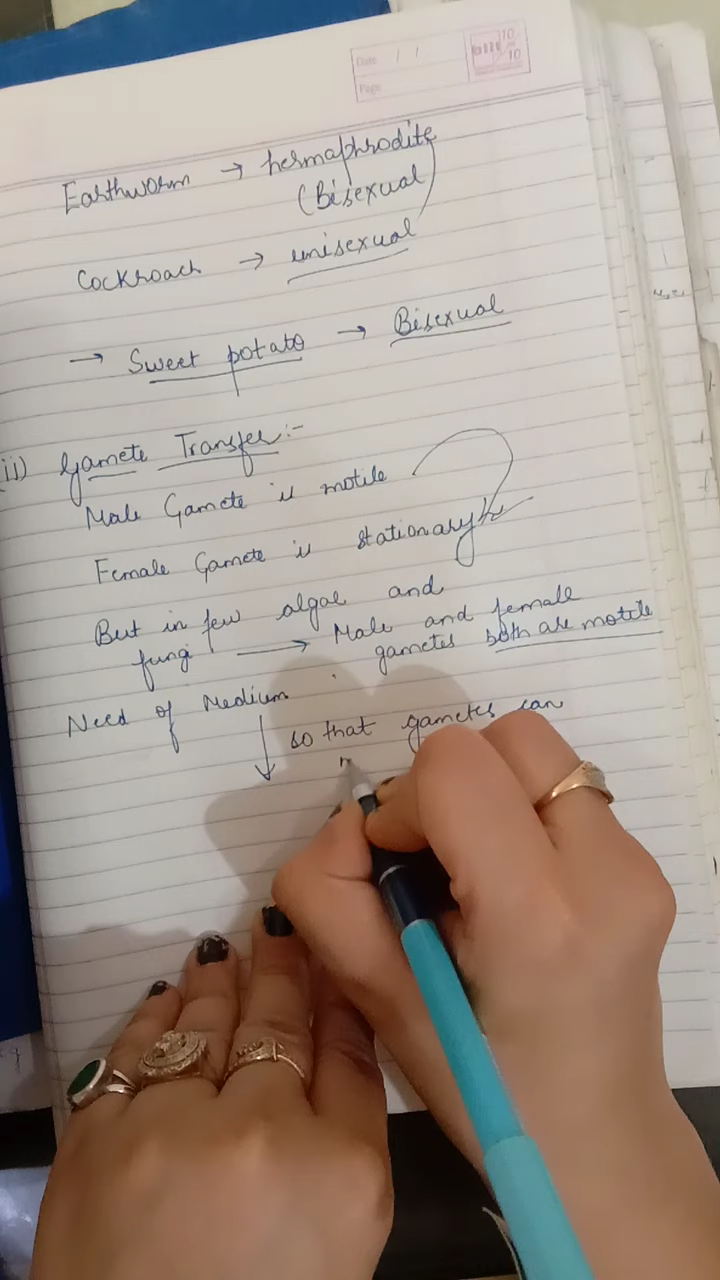 Date / /
Page
Earthworm → hermaphrodite
(Bisexual)
Cockroach → unisexual
→ Sweet potato → Bisexual
(ii) Gamete Transfer:-
Male Gamete is motile
Female Gamete is stationary
But in few algae and
fungi → Male and female
gametes both are motile
Need of Medium
so that gametes can